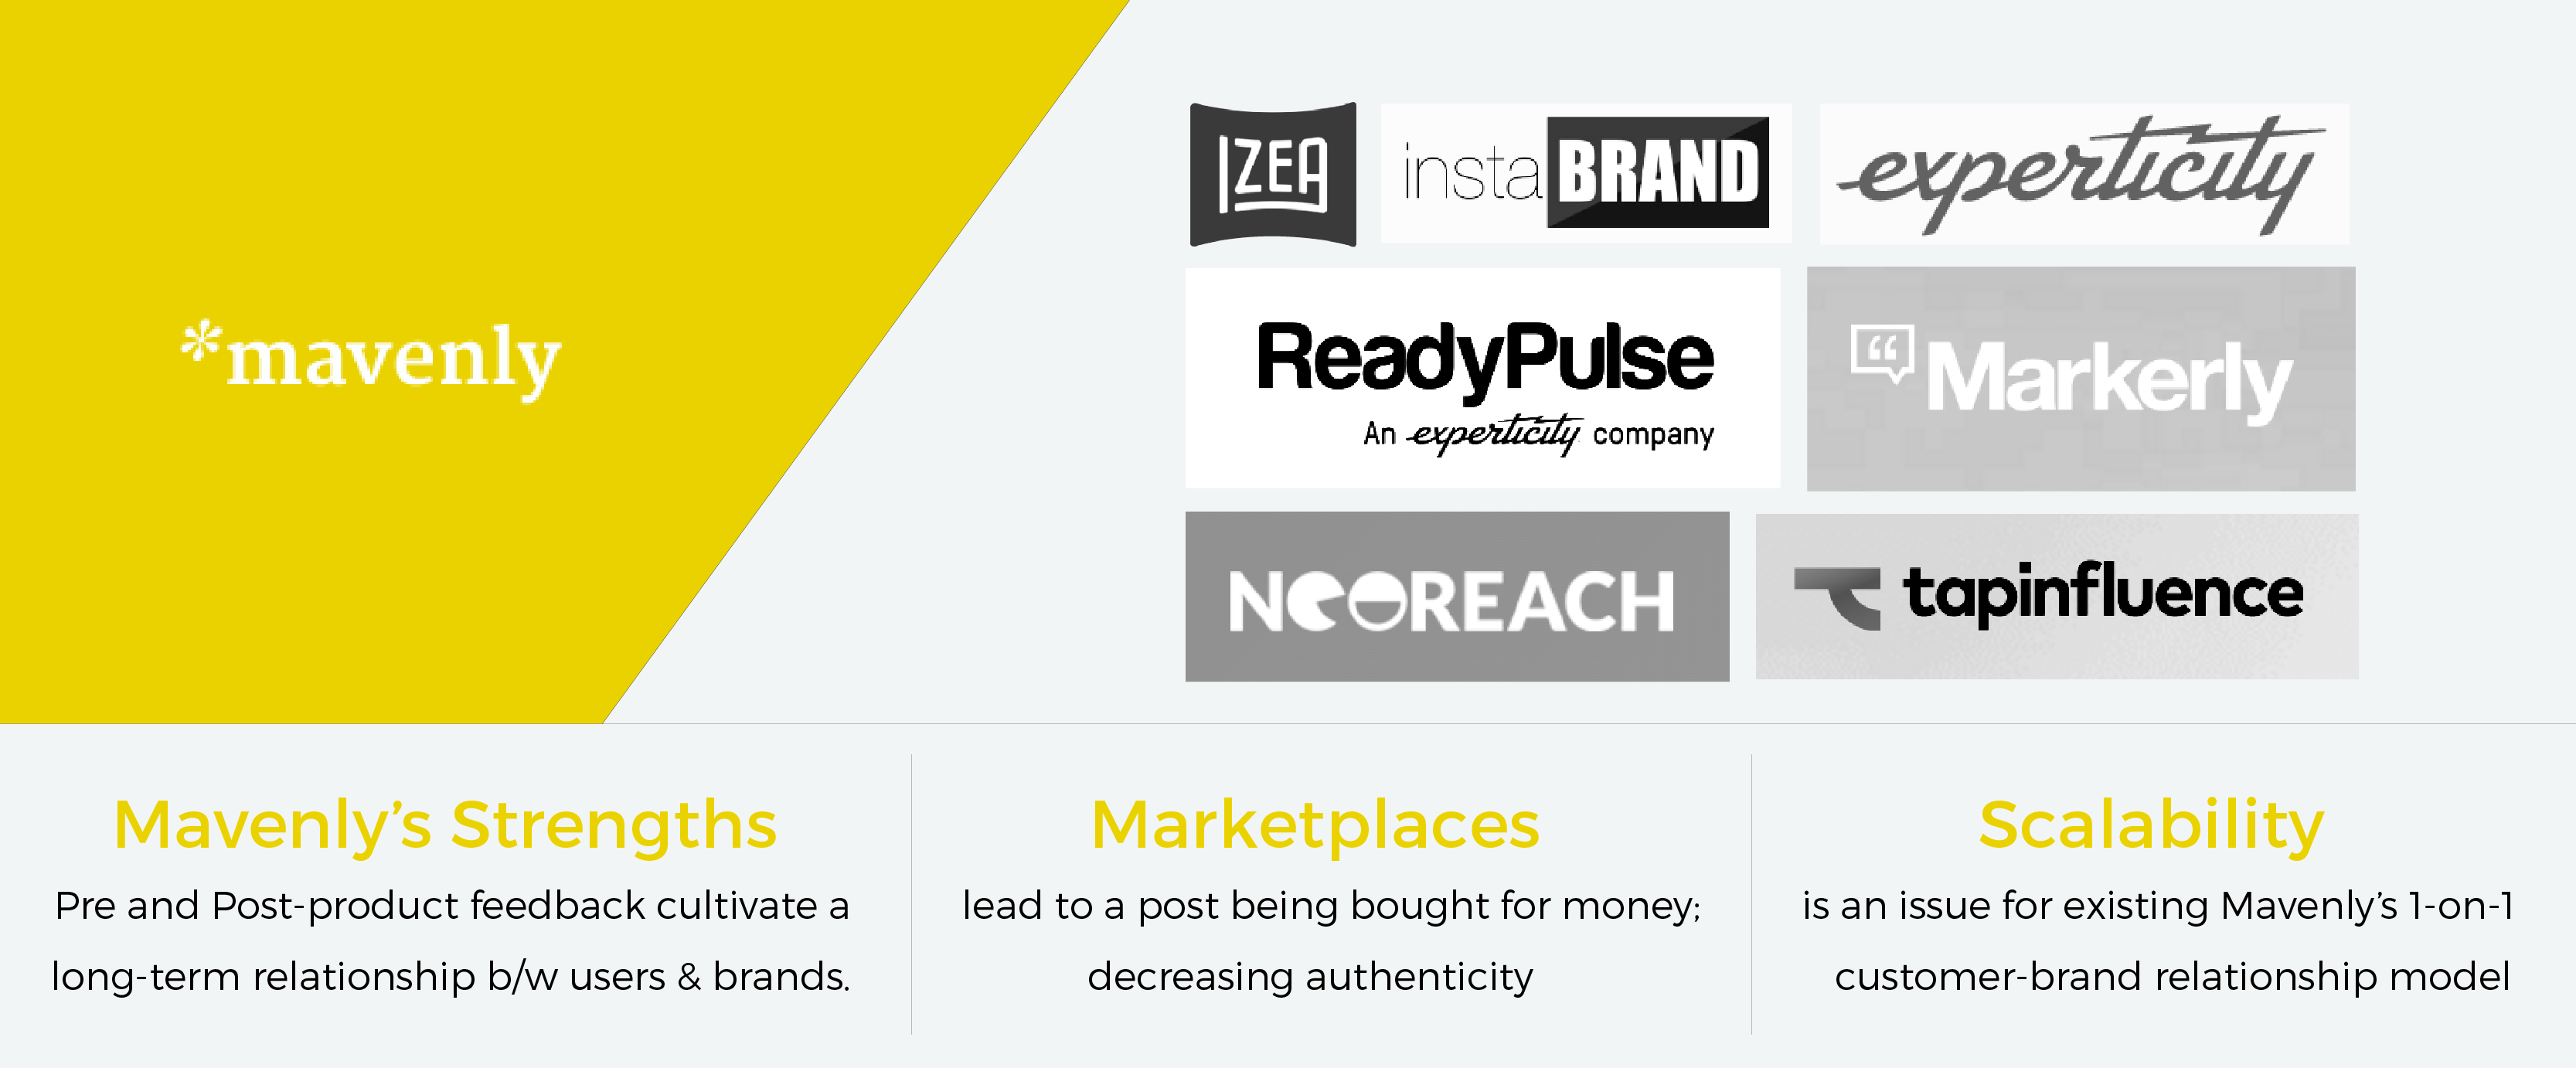 *mavenly
IZEA
instaBRAND
experticity
ReadyPulse
An experticity company
Markerly
NEOREACH
tapinfluence
Mavenly’s Strengths
Pre and Post-product feedback cultivate a
long-term relationship b/w users & brands.
Marketplaces
lead to a post being bought for money;
decreasing authenticity
Scalability
is an issue for existing Mavenly’s 1-on-1
customer-brand relationship model